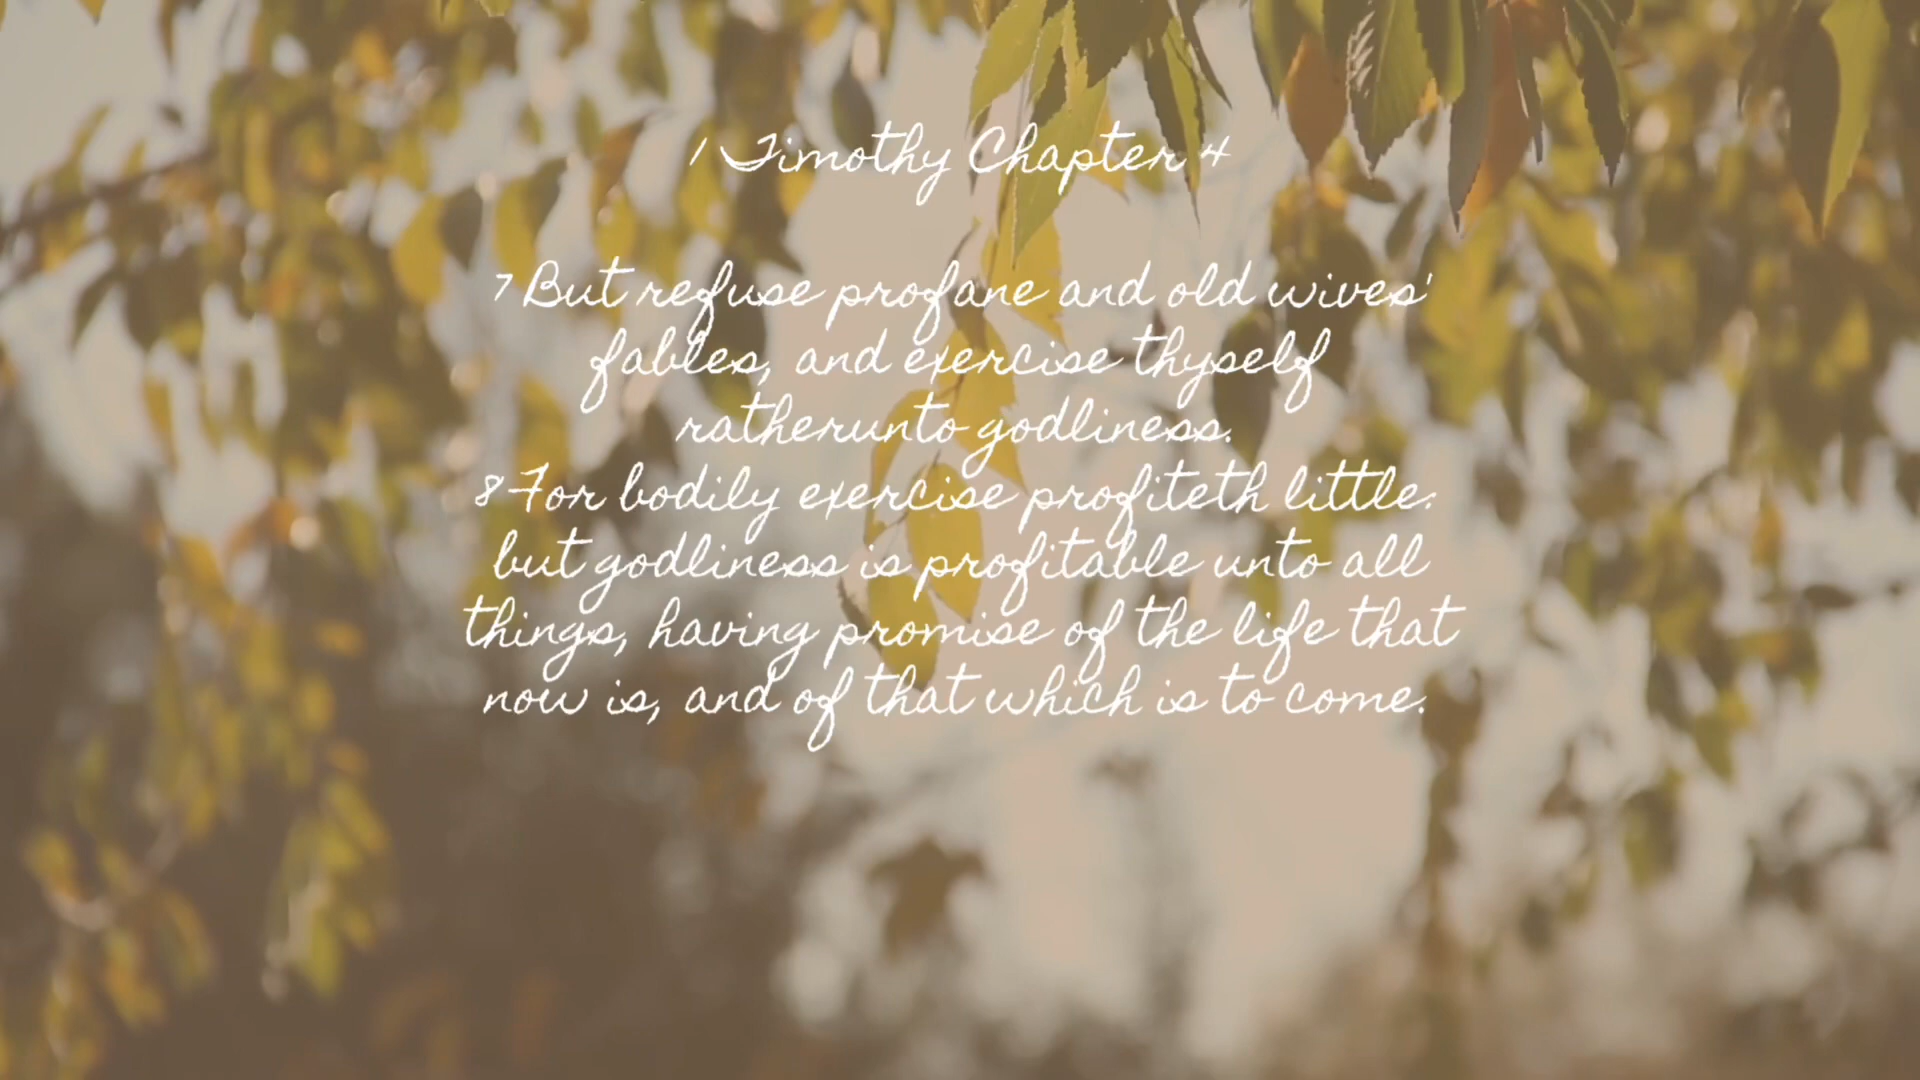 1 Timothy Chapter 4
7 But refuse profane and old wives'
fables, and exercise thyself
ratherunto godliness.
8 For bodily exercise profiteth little:
but godliness is profitable unto all
things, having promise of the life that
now is, and of that which is to come.